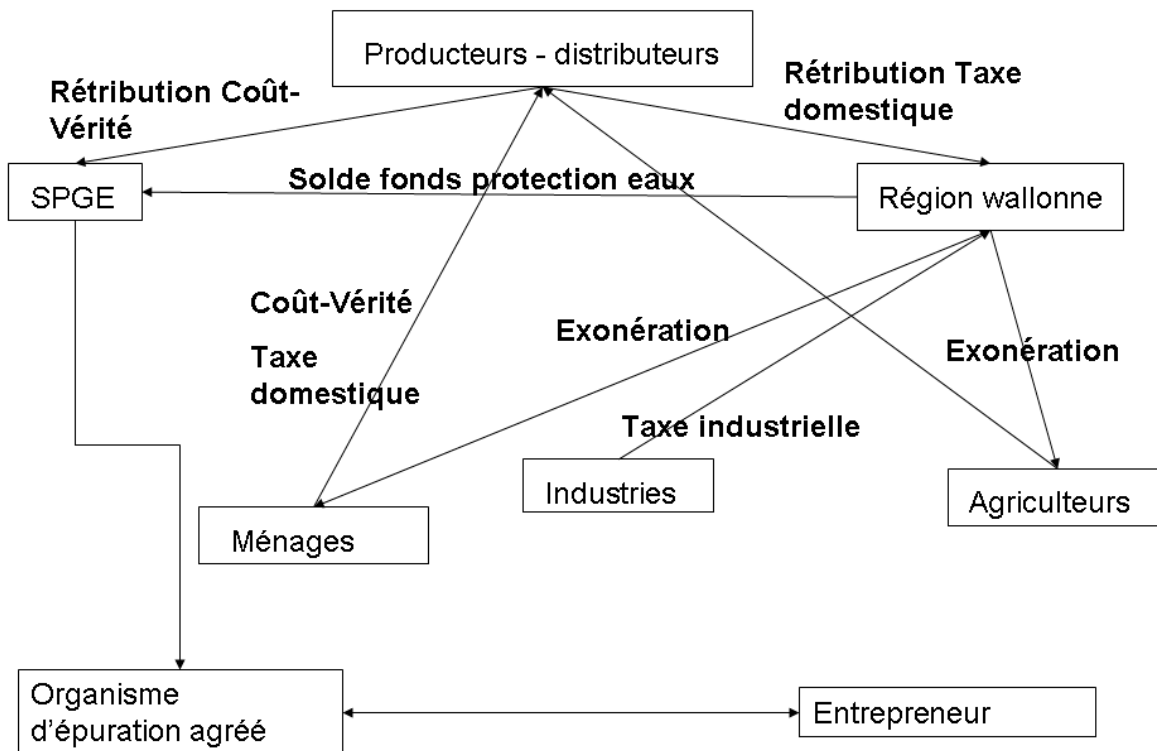 Producteurs - distributeurs
Rétribution Coût-
Vérité
Rétribution Taxe
domestique
SPGE
Solde fonds protection eaux
Région wallonne
Coût-Vérité
Taxe
domestique
Exonération
Exonération
Taxe industrielle
Industries
Agriculteurs
Ménages
Organisme
d'épuration agréé
Entrepreneur